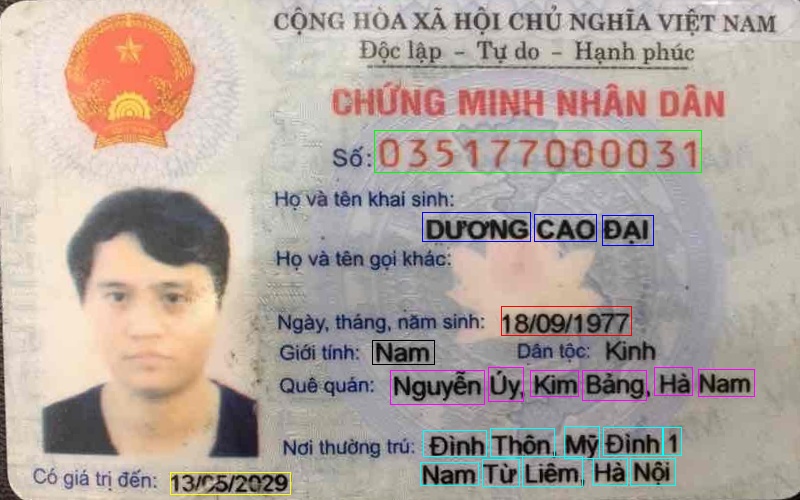 CỘNG HÒA XÃ HỘI CHỦ NGHĨA VIỆT NAM
Độc lập - Tự do - Hạnh phúc
CHỨNG MINH NHÂN DÂN
Số: 035177000031
Họ và tên khai sinh:
DƯƠNG CAO ĐẠI
Họ và tên gọi khác:
Ngày, tháng, năm sinh: 18/09/1977
Giới tính: Nam Dân tộc: Kinh
Quê quán: Nguyễn Úy, Kim Bảng, Hà Nam
Nơi thường trú: Đình Thôn, Mỹ Đình 1
Nam Từ Liêm, Hà Nội
Có giá trị đến: 13/05/2029